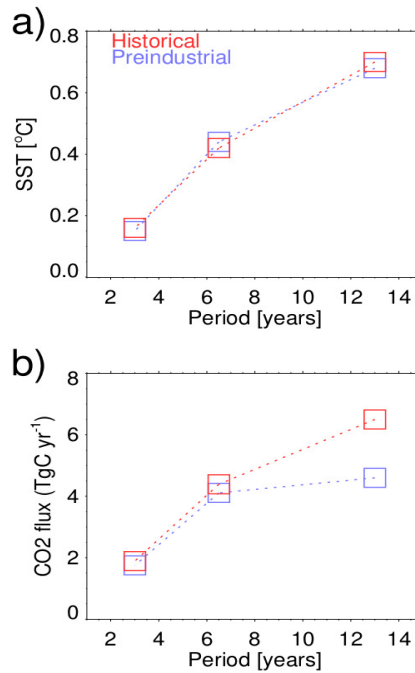 a)
Historical
Preindustrial
0.8
0.6
0.4
0.2
0.0
SST [°C]
2 4 6 8 10 12 14
Period [years]
b)
8
6
4
2
0
CO2 flux (TgC yr⁻¹)
2 4 6 8 10 12 14
Period [years]